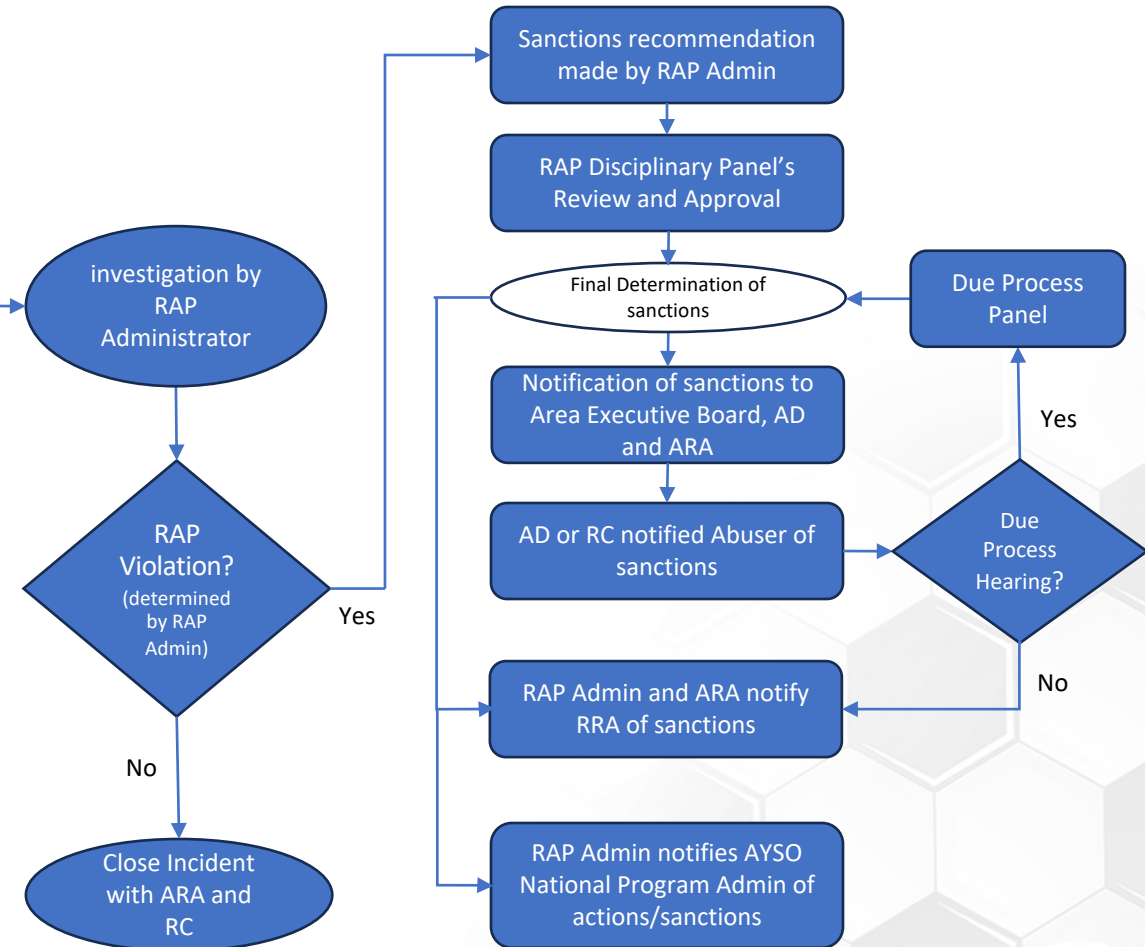 Sanctions recommendation
made by RAP Admin
RAP Disciplinary Panel’s
Review and Approval
investigation by
RAP
Administrator
Final Determination of
sanctions
Due Process
Panel
Notification of sanctions to
Area Executive Board, AD
and ARA
Yes
RAP
Violation?
(determined
by RAP
Admin)
Yes
AD or RC notified Abuser of
sanctions
Due
Process
Hearing?
No
RAP Admin and ARA notify
RRA of sanctions
No
Close Incident
with ARA and
RC
RAP Admin notifies AYSO
National Program Admin of
actions/sanctions